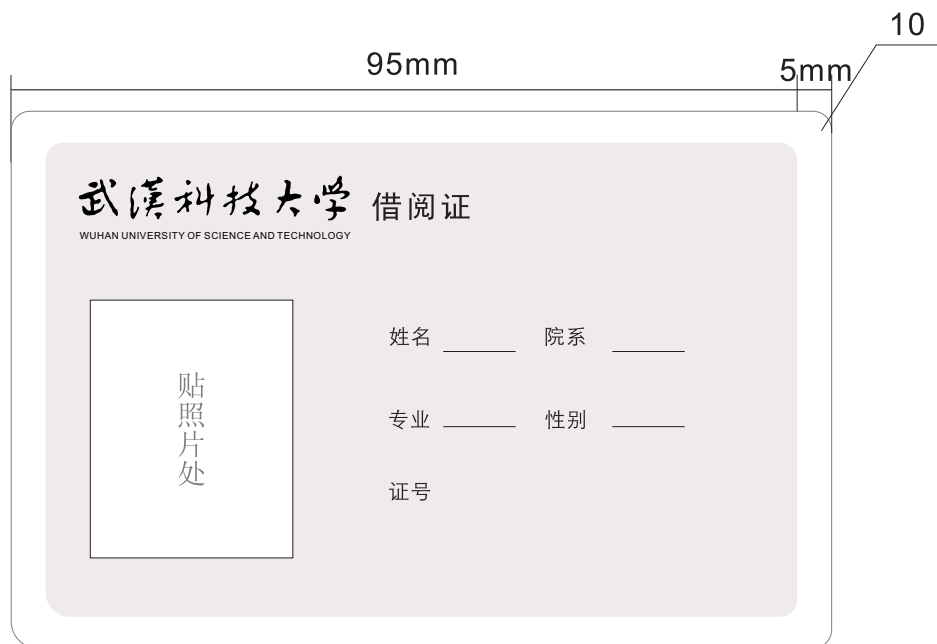 10
95mm
5mm
武漢科技大学 借阅证
WUHAN UNIVERSITY OF SCIENCE AND TECHNOLOGY
姓名 院系
贴照片处
专业 性别
证号